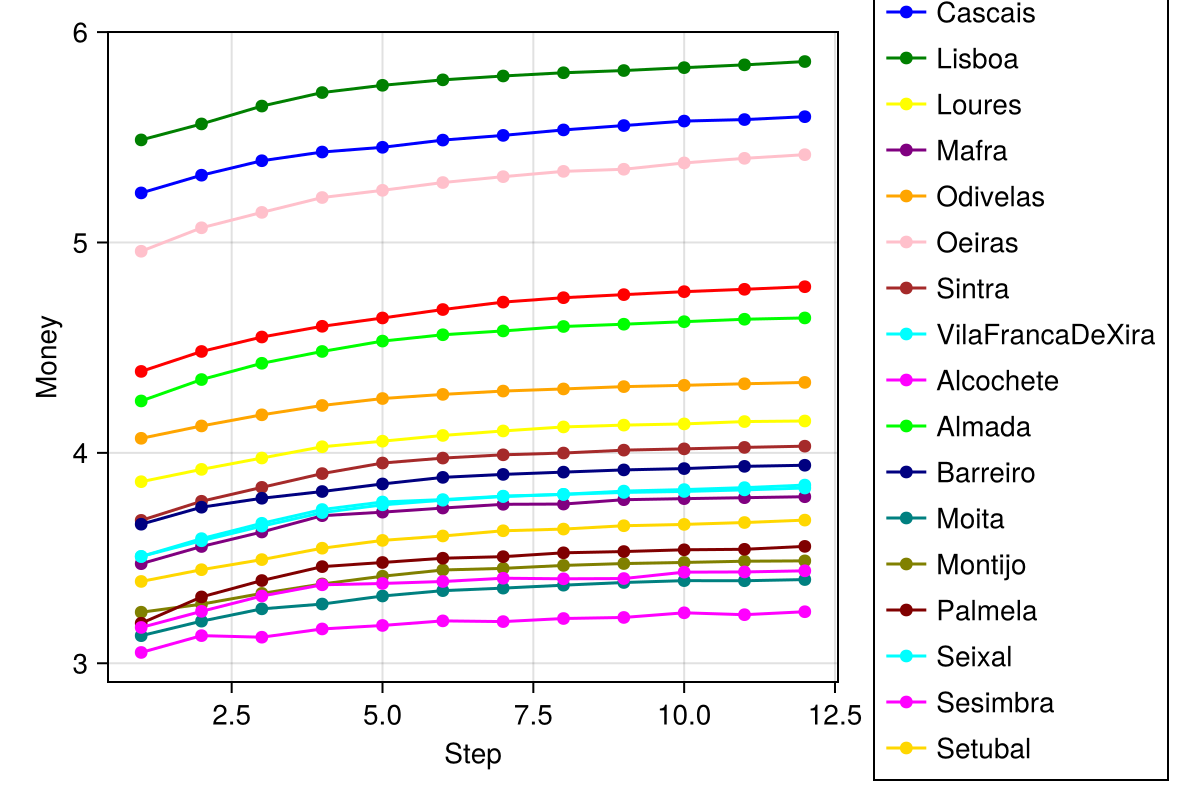 6
5
4
3
Money
2.5 5.0 7.5 10.0 12.5
Step
Cascais
Lisboa
Loures
Mafra
Odivelas
Oeiras
Sintra
VilaFrancaDeXira
Alcochete
Almada
Barreiro
Moita
Montijo
Palmela
Seixal
Sesimbra
Setubal